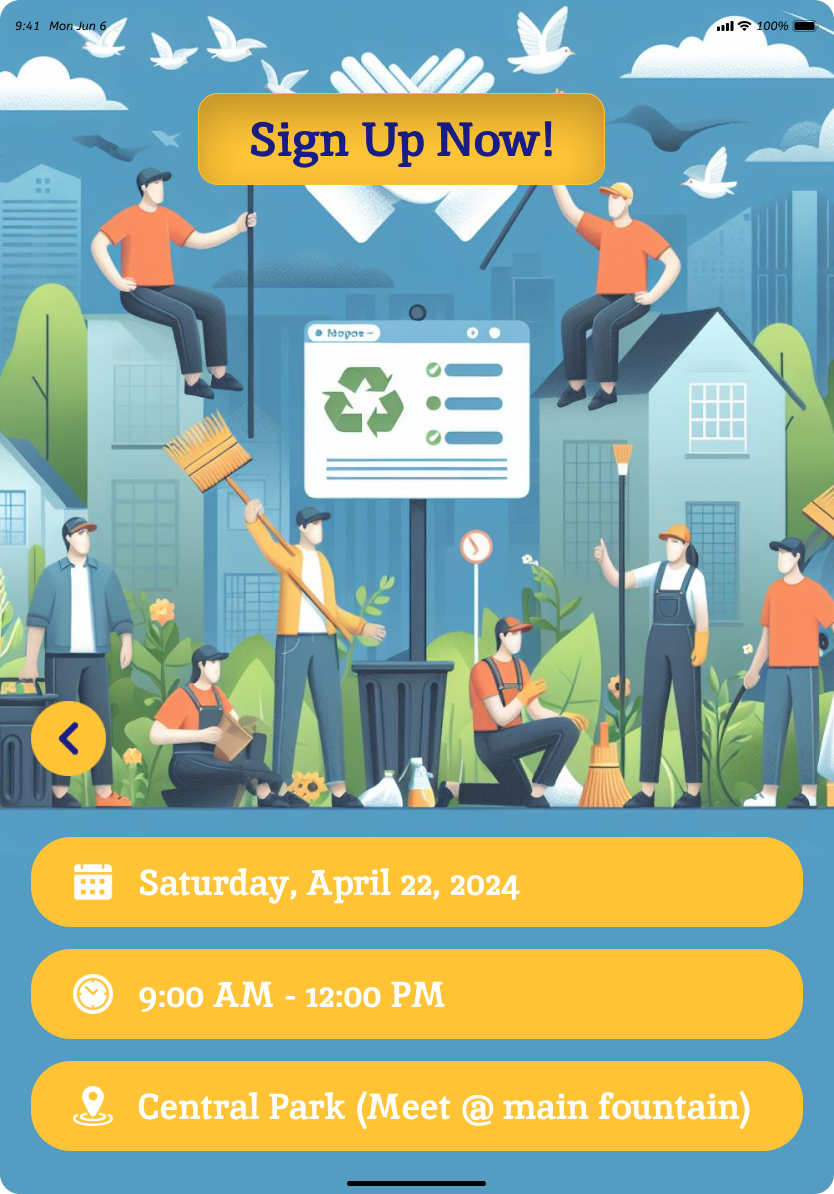 9:41 Mon Jun 6
100%
Sign Up Now!
Saturday, April 22, 2024
9:00 AM - 12:00 PM
Central Park (Meet @ main fountain)